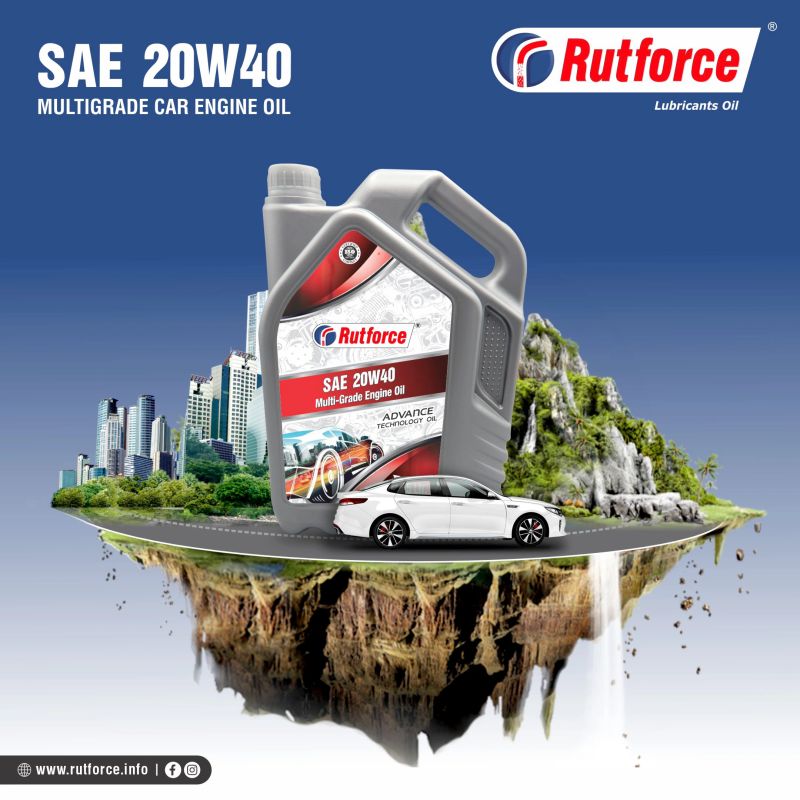 SAE 20W40
MULTIGRADE CAR ENGINE OIL
Rutforce®
Lubricants Oil
ISO
Rutforce®
SAE 20W40
Multi-Grade Engine Oil
ADVANCE
TECHNOLOGY OIL
www.rutforce.info |